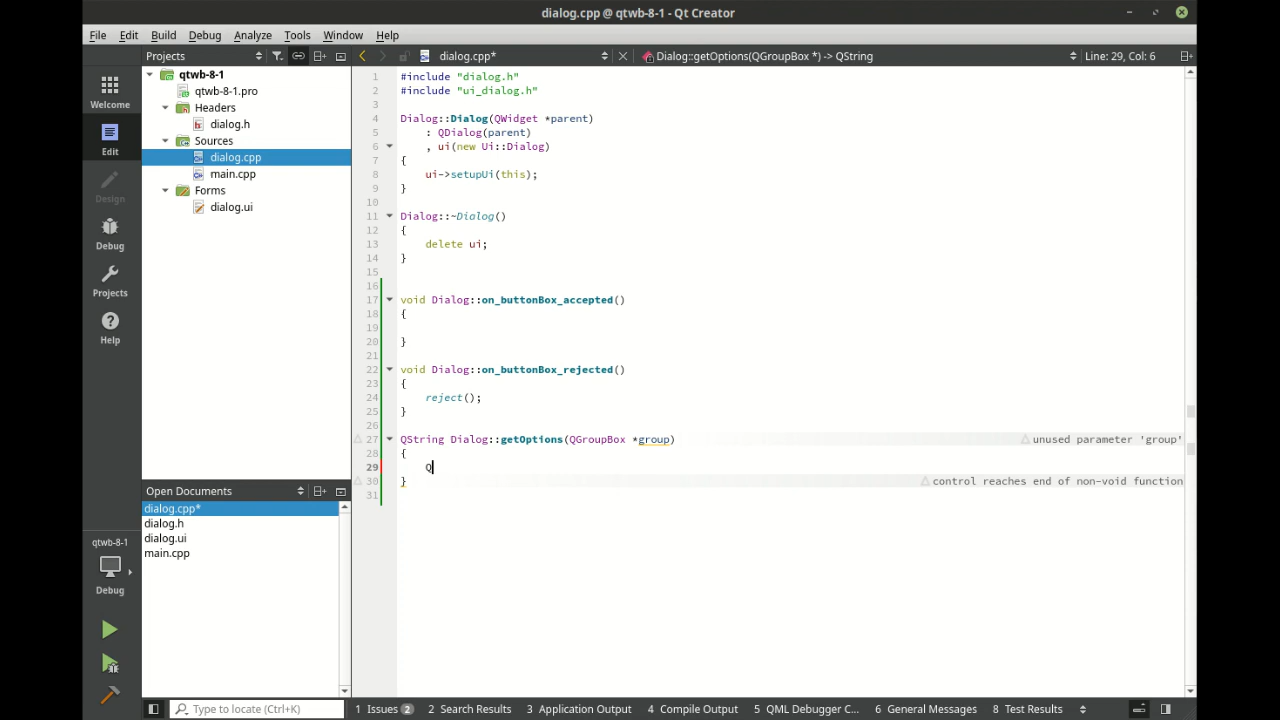 dialog.cpp @ qtwb-8-1 - Qt Creator
File Edit Build Debug Analyze Tools Window Help
Projects
dialog.cpp*
Dialog::getOptions(QGroupBox *) -> QString
Line: 29, Col: 6
Welcome
Edit
Design
Debug
Projects
Help
qtwb-8-1
Debug
qtwb-8-1
qtwb-8-1.pro
Headers
dialog.h
Sources
dialog.cpp
main.cpp
Forms
dialog.ui
Open Documents
dialog.cpp*
dialog.h
dialog.ui
main.cpp
1 #include "dialog.h"
2 #include "ui_dialog.h"
3
4 Dialog::Dialog(QWidget *parent)
5 : QDialog(parent)
6 , ui(new Ui::Dialog)
7 {
8 ui->setupUi(this);
9 }
10
11 Dialog::~Dialog()
12 {
13 delete ui;
14 }
15
16
17 void Dialog::on_buttonBox_accepted()
18 {
19
20 }
21
22 void Dialog::on_buttonBox_rejected()
23 {
24 reject();
25 }
26
27 QString Dialog::getOptions(QGroupBox *group) unused parameter 'group'
28 {
29 Q
30 } control reaches end of non-void function
31
Type to locate (Ctrl+K)
1 Issues 2
2 Search Results
3 Application Output
4 Compile Output
5 QML Debugger C...
6 General Messages
8 Test Results